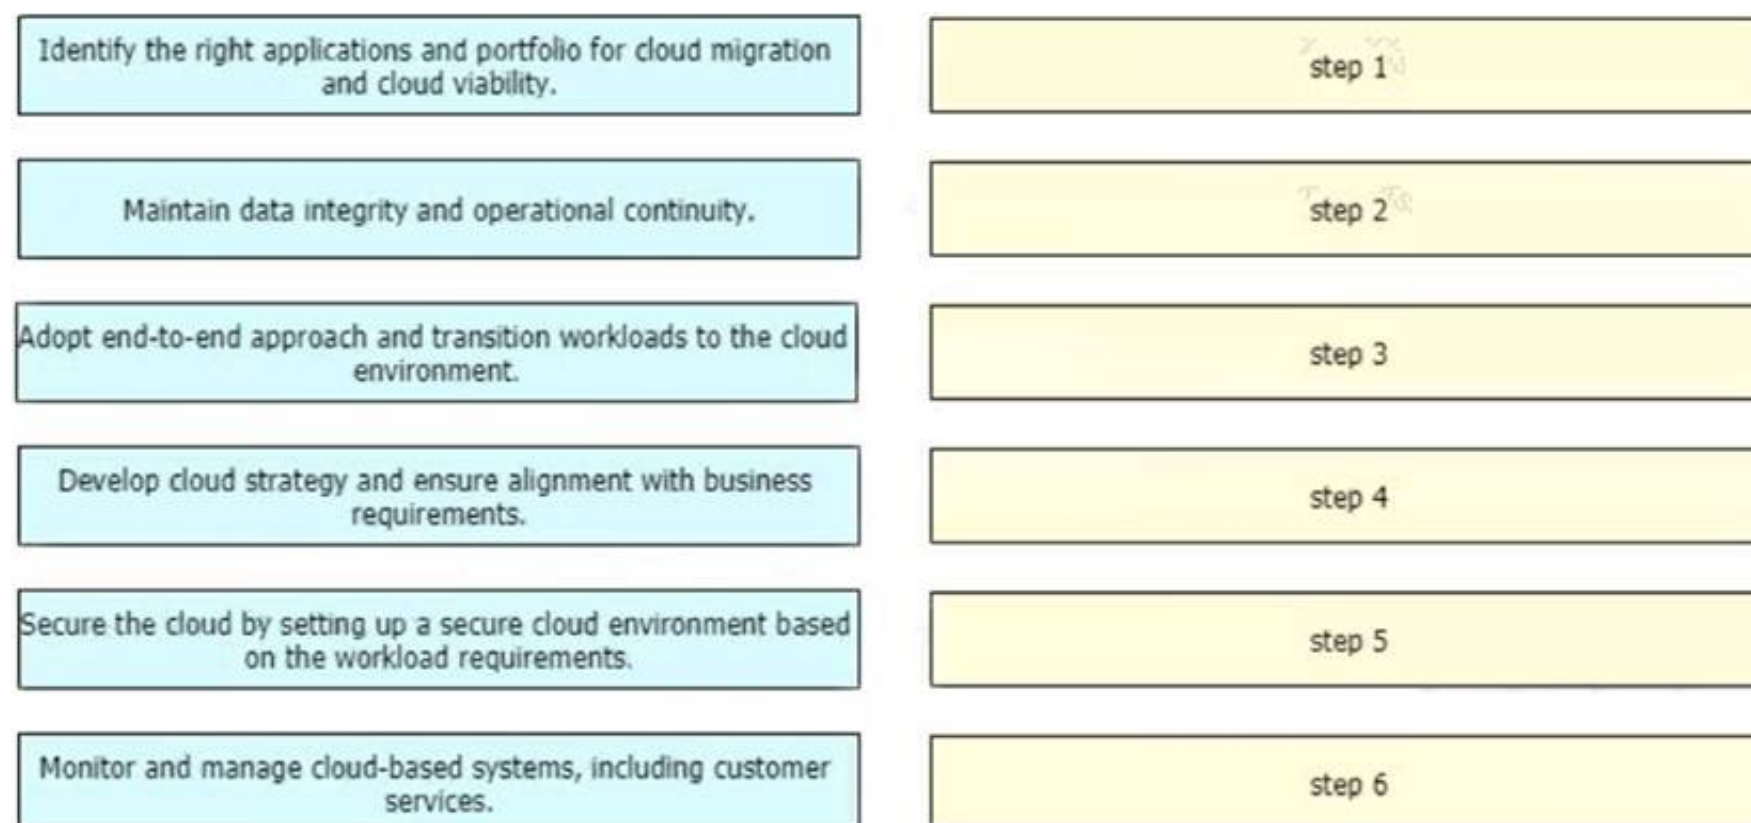 Identify the right applications and portfolio for cloud migration
and cloud viability.
step 1
Maintain data integrity and operational continuity.
step 2
Adopt end-to-end approach and transition workloads to the cloud
environment.
step 3
Develop cloud strategy and ensure alignment with business
requirements.
step 4
Secure the cloud by setting up a secure cloud environment based
on the workload requirements.
step 5
Monitor and manage cloud-based systems, including customer
services.
step 6